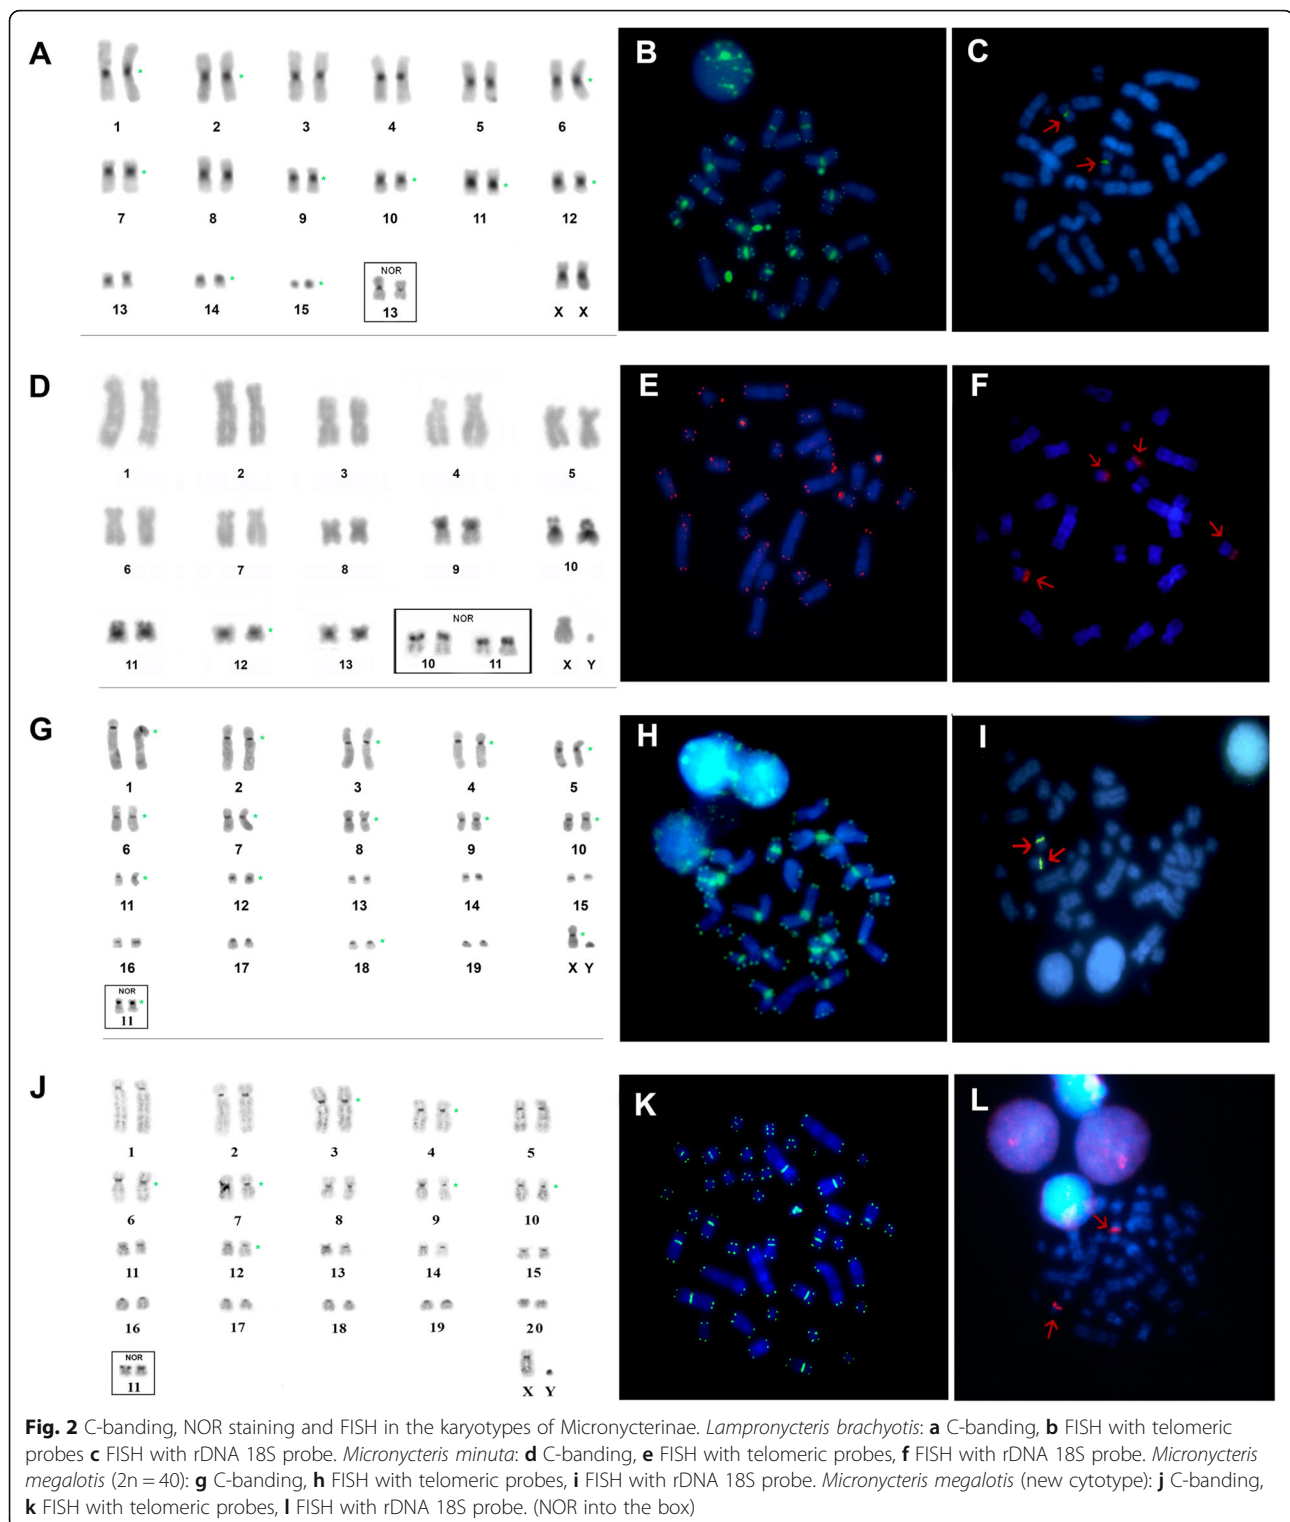 A
B
C
1 2 3 4 5 6
7 8 9 10 11 12
NOR
13 14 15 13 X X
D
E
F
1 2 3 4 5
6 7 8 9 10
NOR
11 12 13 10 11 X Y
G
H
I
1 2 3 4 5
6 7 8 9 10
11 12 13 14 15
16 17 18 19 X Y
NOR
11
J
K
L
1 2 3 4 5
6 7 8 9 10
11 12 13 14 15
16 17 18 19 20
NOR
11 X Y
Fig. 2 C-banding, NOR staining and FISH in the karyotypes of Micronycterinae. Lampronycteris brachyotis: a C-banding, b FISH with telomeric
probes c FISH with rDNA 18S probe. Micronycteris minuta: d C-banding, e FISH with telomeric probes, f FISH with rDNA 18S probe. Micronycteris
megalotis (2n = 40): g C-banding, h FISH with telomeric probes, i FISH with rDNA 18S probe. Micronycteris megalotis (new cytotype): j C-banding,
k FISH with telomeric probes, l FISH with rDNA 18S probe. (NOR into the box)